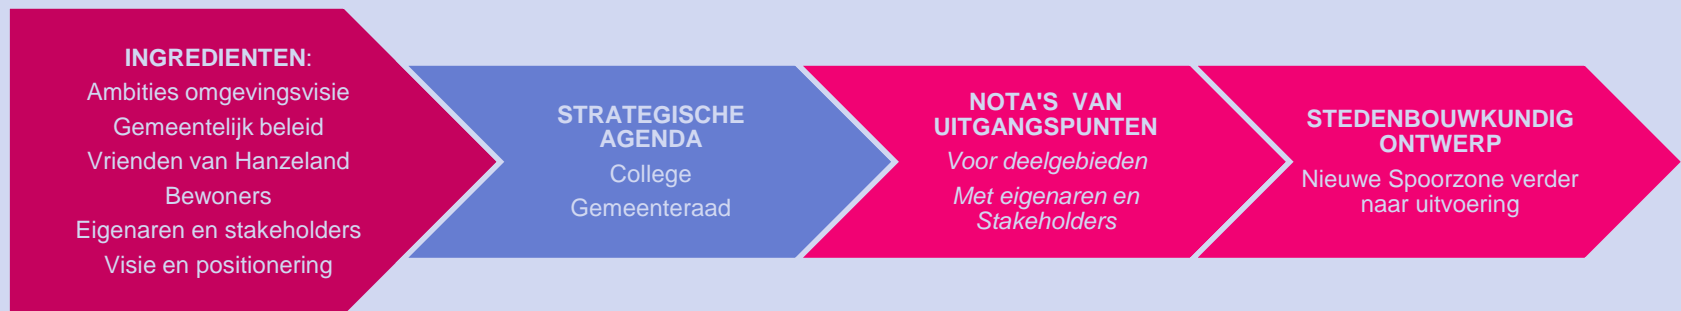 INGREDIENTEN:
Ambities omgevingsvisie
Gemeentelijk beleid
Vrienden van Hanzeland
Bewoners
Eigenaren en stakeholders
Visie en positionering
STRATEGISCHE
AGENDA
College
Gemeenteraad
NOTA'S VAN
UITGANGSPUNTEN
Voor deelgebieden
Met eigenaren en
Stakeholders
STEDENBOUWKUNDIG
ONTWERP
Nieuwe Spoorzone verder
naar uitvoering